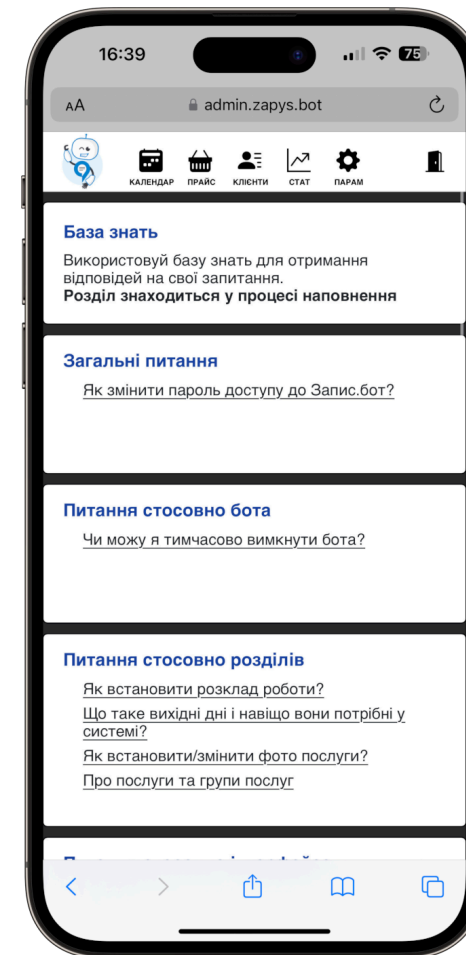 16:39
75
AA
admin.zapys.bot
КАЛЕНДАР
ПРАЙС
КЛІЄНТИ
СТАТ
ПАРАМ
База знать
Використовуй базу знать для отримання
відповідей на свої запитання.
Розділ знаходиться у процесі наповнення
Загальні питання
Як змінити пароль доступу до Запис.бот?
Питання стосовно бота
Чи можу я тимчасово вимкнути бота?
Питання стосовно розділів
Як встановити розклад роботи?
Що таке вихідні дні і навіщо вони потрібні у
системі?
Як встановити/змінити фото послуги?
Про послуги та групи послуг